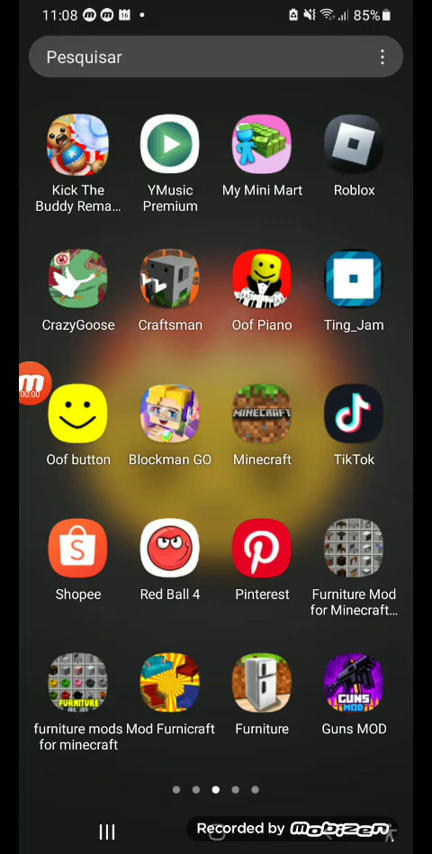 11:08
85%
Pesquisar
Kick The
Buddy Rema...
YMusic
Premium
My Mini Mart
Roblox
CrazyGoose
Craftsman
Oof Piano
Ting_Jam
00:00
Oof button
Blockman GO
MINECRAFT
Minecraft
TikTok
Shopee
Red Ball 4
Pinterest
Furniture Mod
for Minecraft...
FURNITURE
GUNS
MOD
furniture mods
for minecraft
Mod Furnicraft
Furniture
Guns MOD
Recorded by Mobizen